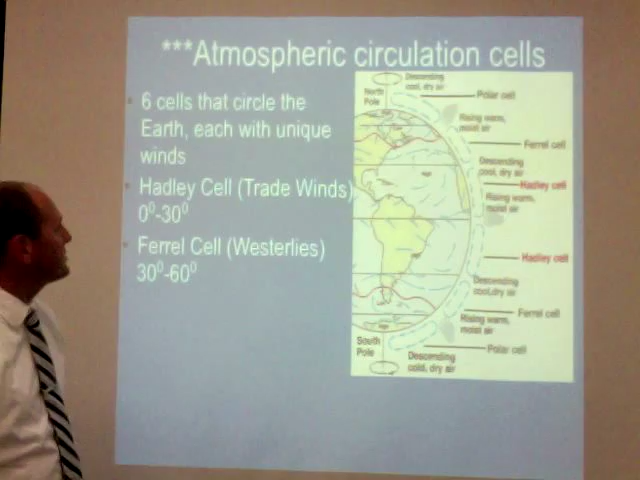 ***Atmospheric circulation cells
6 cells that circle the
Earth, each with unique
winds
Hadley Cell (Trade Winds)
0⁰-30⁰
Ferrel Cell (Westerlies)
30⁰-60⁰
Descending
cool, dry air
North
Pole
Polar cell
Rising warm,
moist air
Ferrel cell
Descending
cool, dry air
Hadley cell
Rising warm,
moist air
Hadley cell
Descending
cool,dry air
Ferrel cell
Rising warm,
moist air
South
Pole
Polar cell
Descending
cold, dry air